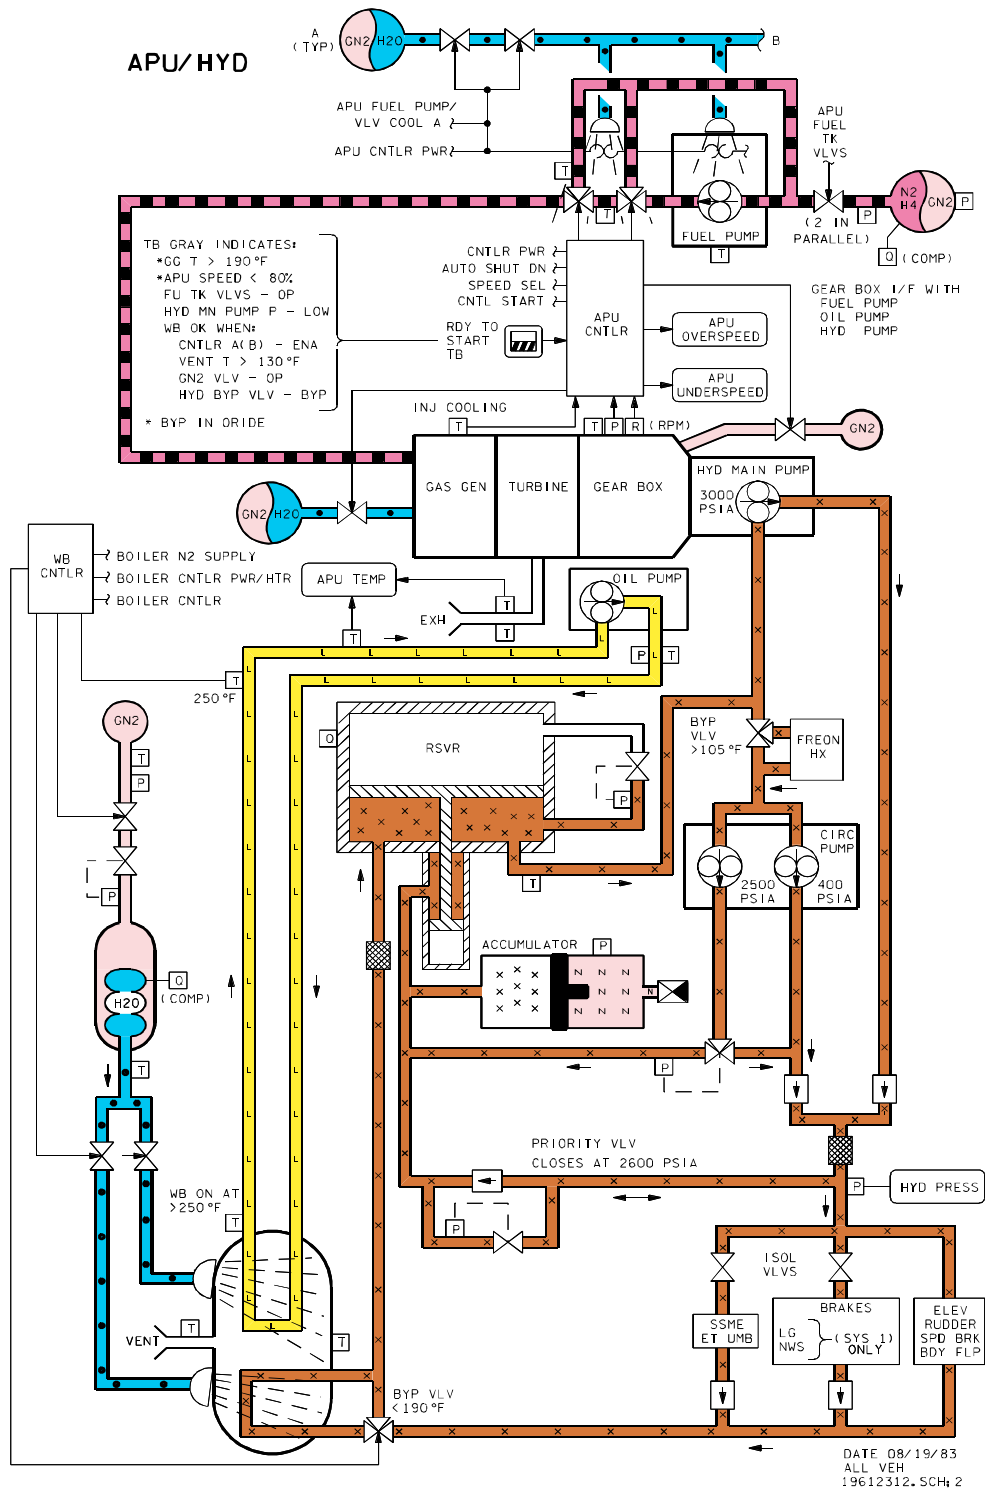 APU/HYD
A
(TYP)
GN2
H2O
B
APU FUEL PUMP/
VLV COOL A
APU CNTLR PWR
APU
FUEL
TK
VLVS
T
T
FUEL PUMP
T
(2 IN
PARALLEL)
P
N2
H4
GN2
P
Q
(COMP)
TB GRAY INDICATES:
*GG T > 190°F
*APU SPEED < 80%
FU TK VLVS - OP
HYD MN PUMP P - LOW
WB OK WHEN:
CNTLR A(B) - ENA
VENT T > 130°F
GN2 VLV - OP
HYD BYP VLV - BYP
* BYP IN ORIDE
CNTLR PWR
AUTO SHUT DN
SPEED SEL
CNTL START
RDY TO
START
TB
APU
CNTLR
APU
OVERSPEED
APU
UNDERSPEED
GEAR BOX I/F WITH
FUEL PUMP
OIL PUMP
HYD PUMP
INJ COOLING
T
T
P
R
(RPM)
GN2
GAS GEN
TURBINE
GEAR BOX
HYD MAIN PUMP
3000
PSIA
GN2
H2O
WB
CNTLR
BOILER N2 SUPPLY
BOILER CNTLR PWR/HTR
BOILER CNTLR
APU TEMP
T
T
T
EXH
OIL PUMP
P
T
T
250°F
GN2
T
P
P
Q
RSVR
P
T
BYP
VLV
>105°F
FREON
HX
CIRC
PUMP
2500
PSIA
400
PSIA
H2O
Q
(COMP)
T
ACCUMULATOR
P
N
P
PRIORITY VLV
CLOSES AT 2600 PSIA
P
P
HYD PRESS
WB ON AT
>250°F
T
VENT
T
T
BYP VLV
<190°F
ISOL
VLVS
SSME
ET UMB
BRAKES
LG
NWS
(SYS 1)
ONLY
ELEV
RUDDER
SPD BRK
BDY FLP
DATE 08/19/83
ALL VEH
19612312.SCH;2